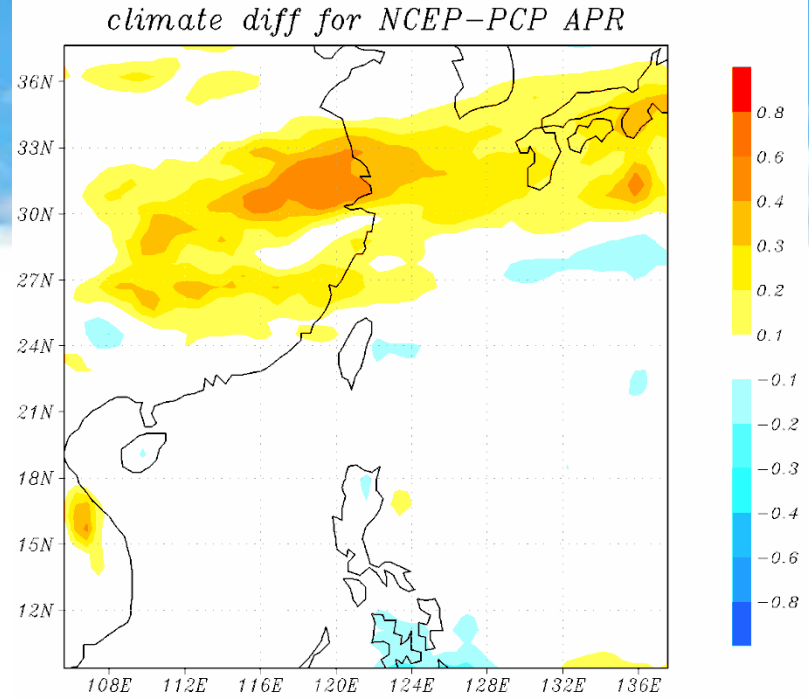 climate diff for NCEP-PCP APR
36N
33N
30N
27N
24N
21N
18N
15N
12N
108E 112E 116E 120E 124E 128E 132E 136E
0.8
0.6
0.4
0.3
0.2
0.1
-0.1
-0.2
-0.3
-0.4
-0.6
-0.8